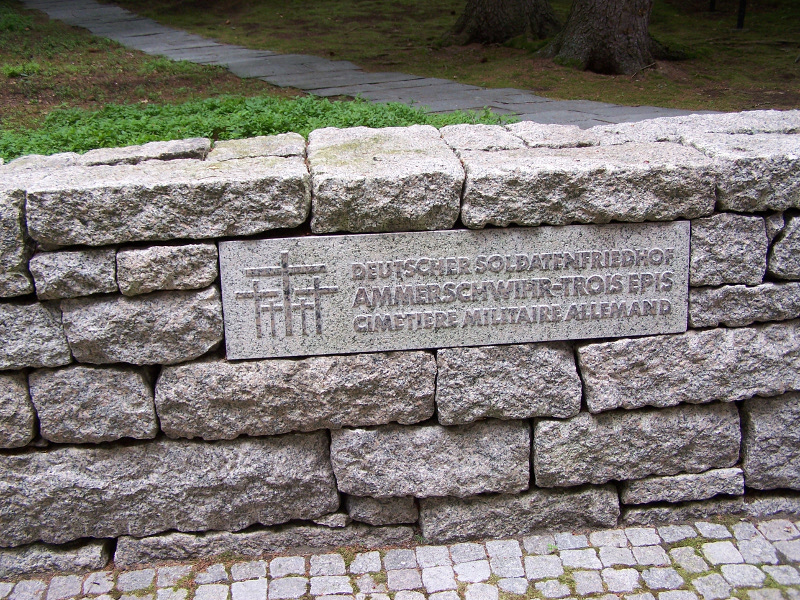 DEUTSCHER SOLDATENFRIEDHOF
AMMERSCHWIHR-TROIS EPIS
CIMETIERE MILITAIRE ALLEMAND